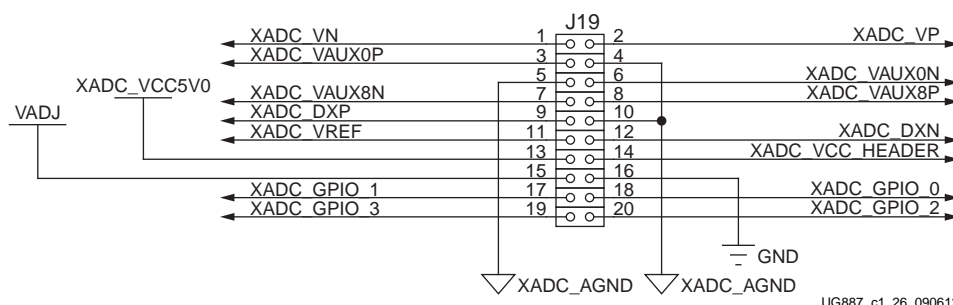 J19
XADC_VN 1 2 XADC_VP
XADC_VAUX0P 3 4
5 6 XADC_VAUX0N
XADC_VCC5V0
XADC_VAUX8N 7 8 XADC_VAUX8P
VADJ
XADC_DXP 9 10
XADC_VREF 11 12 XADC_DXN
13 14 XADC_VCC_HEADER
15 16
XADC_GPIO_1 17 18 XADC_GPIO_0
XADC_GPIO_3 19 20 XADC_GPIO_2
GND
XADC_AGND XADC_AGND